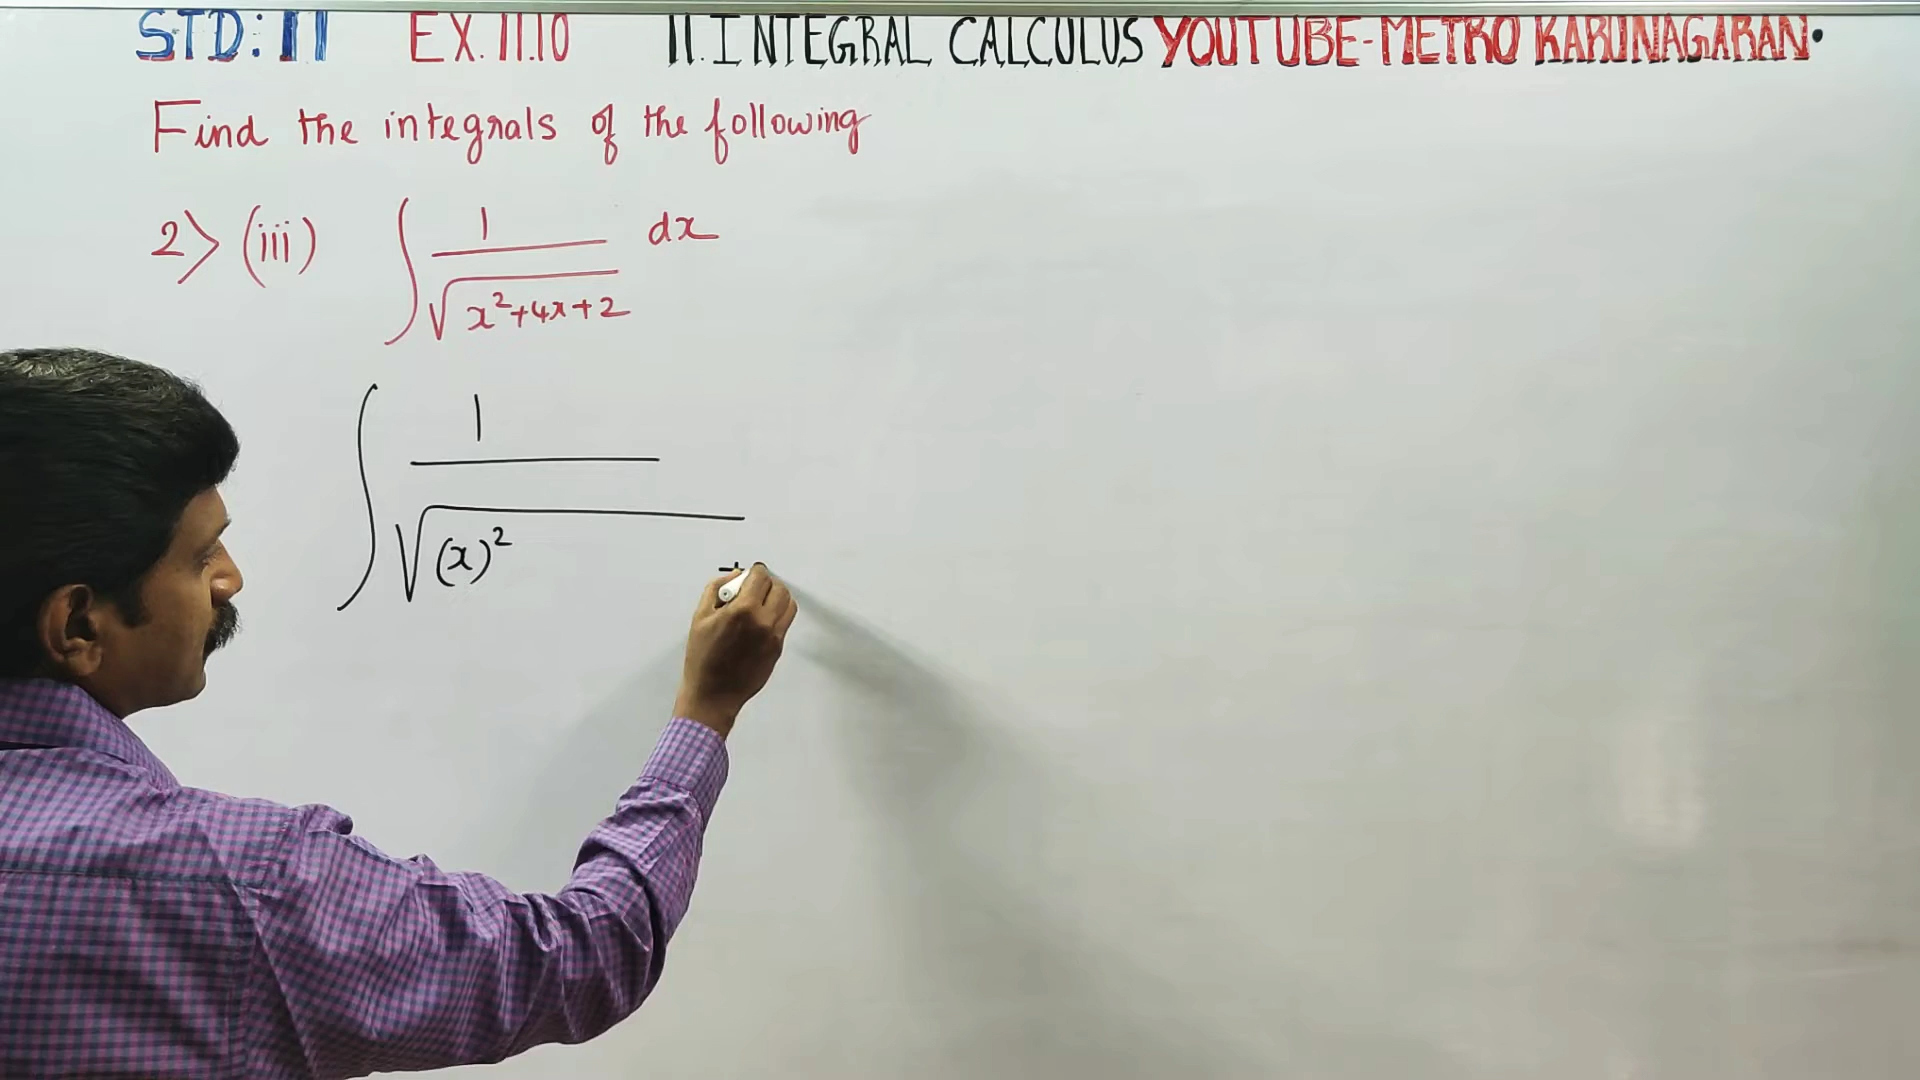 STD: 11 EX. 11.10 11. INTEGRAL CALCULUS YOUTUBE-METRO KARUNAGARAN.
Find the integrals of the following
2> (iii) ∫ 1/√(x²+4x+2) dx
∫ 1/√((x)² +